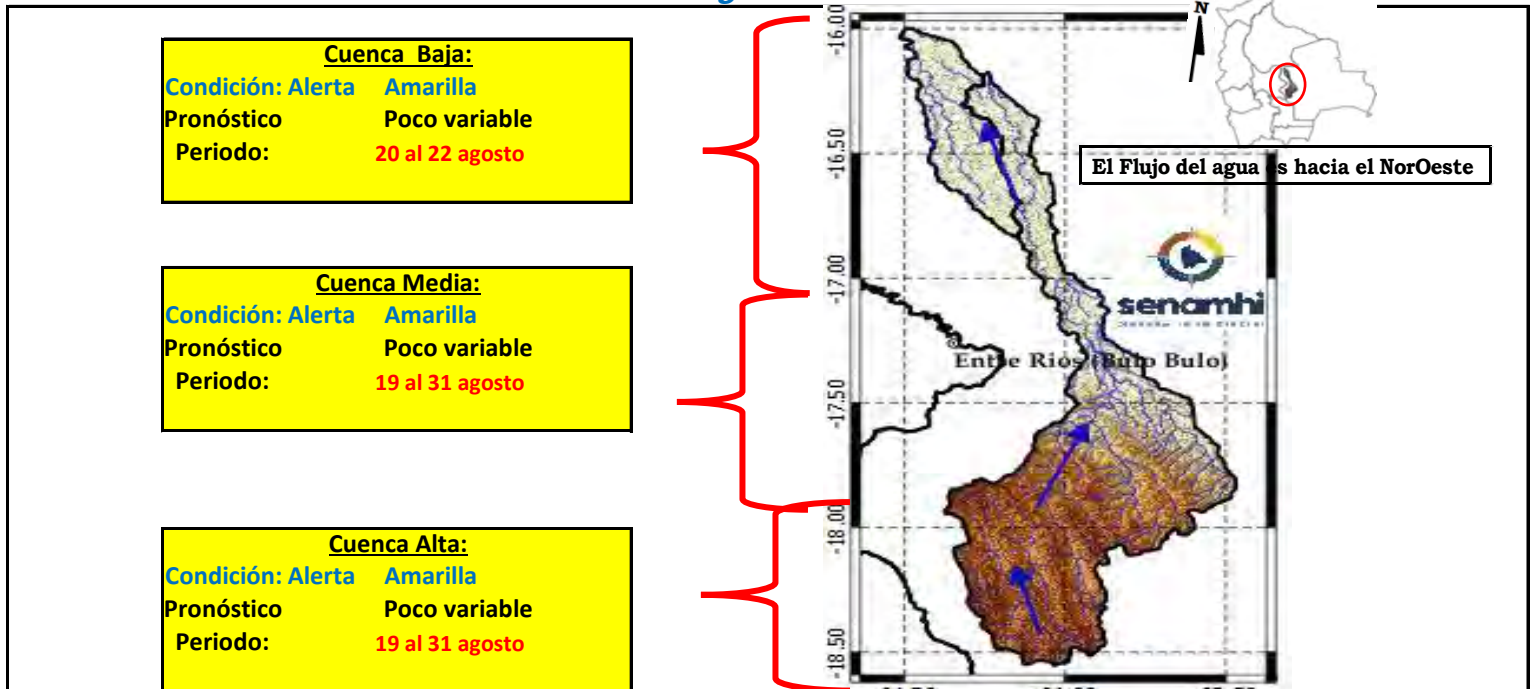 Cuenca Baja:
Condición: Alerta Amarilla
Pronóstico Poco variable
Periodo: 20 al 22 agosto
Cuenca Media:
Condición: Alerta Amarilla
Pronóstico Poco variable
Periodo: 19 al 31 agosto
Cuenca Alta:
Condición: Alerta Amarilla
Pronóstico Poco variable
Periodo: 19 al 31 agosto
N
El Flujo del agua es hacia el NorOeste
senamhi
Entre Rios (Bulo Bulo)
-16.00
-16.50
-17.00
-17.50
-18.00
-18.50